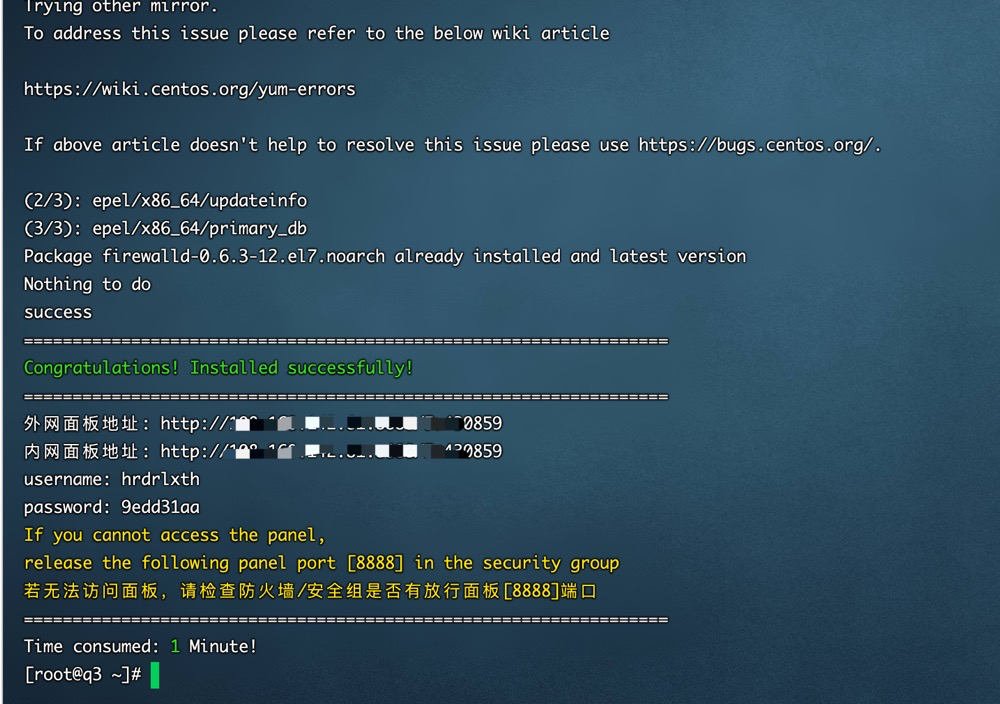 Trying other mirror.
To address this issue please refer to the below wiki article
https://wiki.centos.org/yum-errors
If above article doesn't help to resolve this issue please use https://bugs.centos.org/.
(2/3): epel/x86_64/updateinfo
(3/3): epel/x86_64/primary_db
Package firewalld-0.6.3-12.el7.noarch already installed and latest version
Nothing to do
success
==================================================================
Congratulations! Installed successfully!
==================================================================
外网面板地址: http://
内网面板地址: http://
username: hrdrlxth
password: 9edd31aa
If you cannot access the panel,
release the following panel port [8888] in the security group
若无法访问面板，请检查防火墙/安全组是否有放行面板[8888]端口
==================================================================
Time consumed: 1 Minute!
[root@q3 ~]#